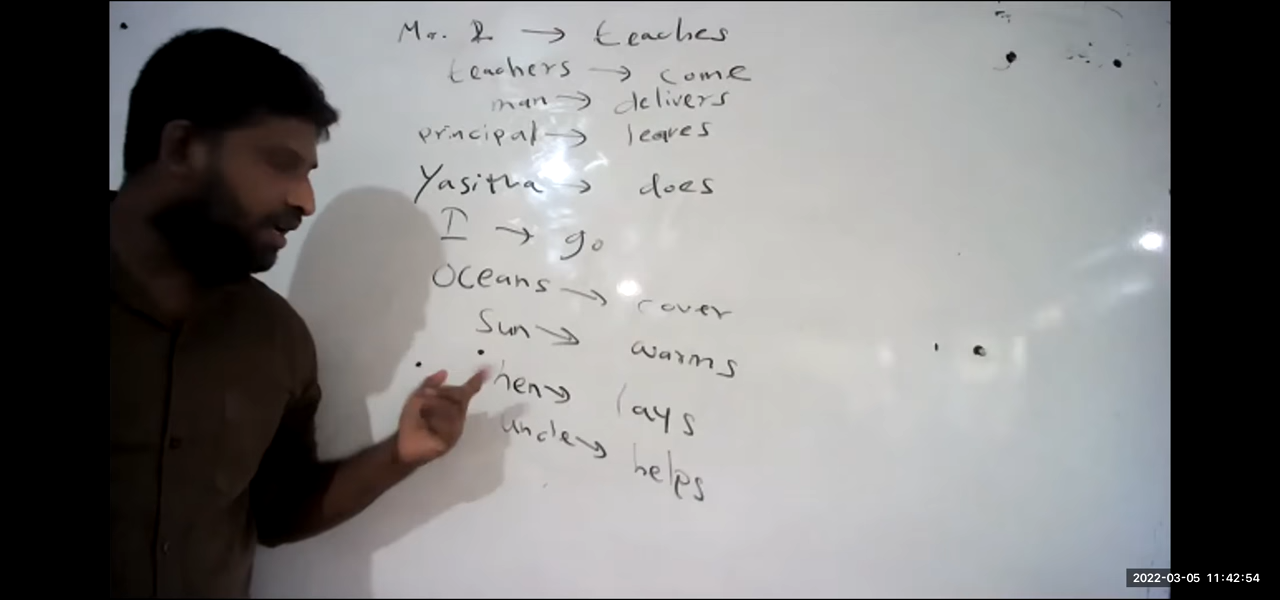 Mr. R → teaches
teachers → come
man → delivers
principal → leaves
Yasitha → does
I → go
Oceans → cover
Sun → warms
hen → lays
uncle → helps
2022-03-05 11:42:54